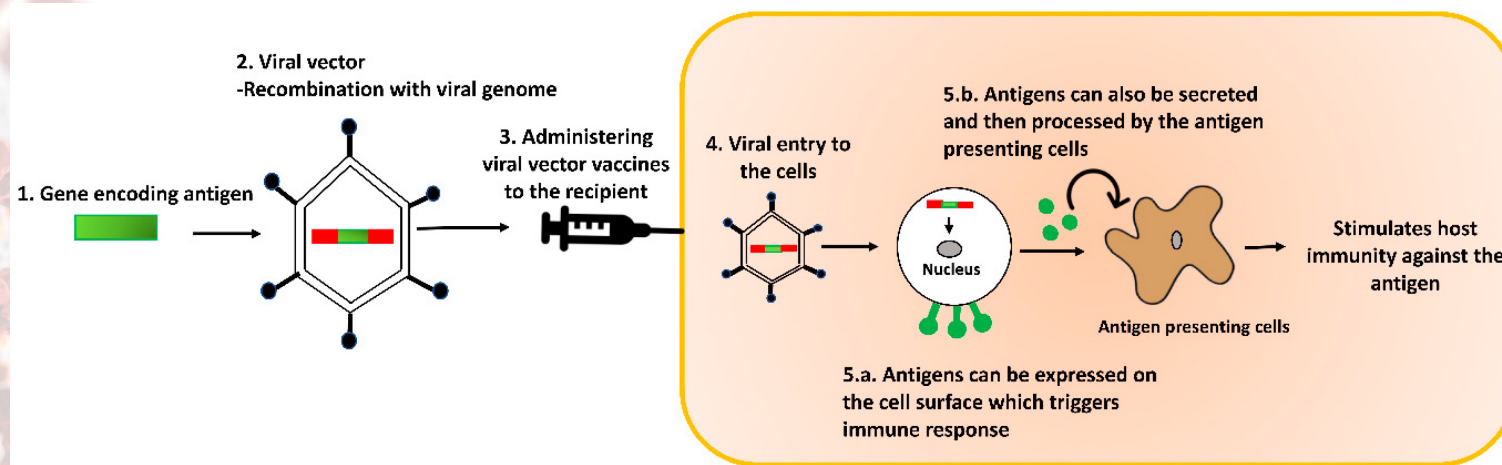 1. Gene encoding antigen
2. Viral vector
-Recombination with viral genome
3. Administering
viral vector vaccines
to the recipient
4. Viral entry to
the cells
Nucleus
5.a. Antigens can be expressed on
the cell surface which triggers
immune response
5.b. Antigens can also be secreted
and then processed by the antigen
presenting cells
Antigen presenting cells
Stimulates host
immunity against the
antigen